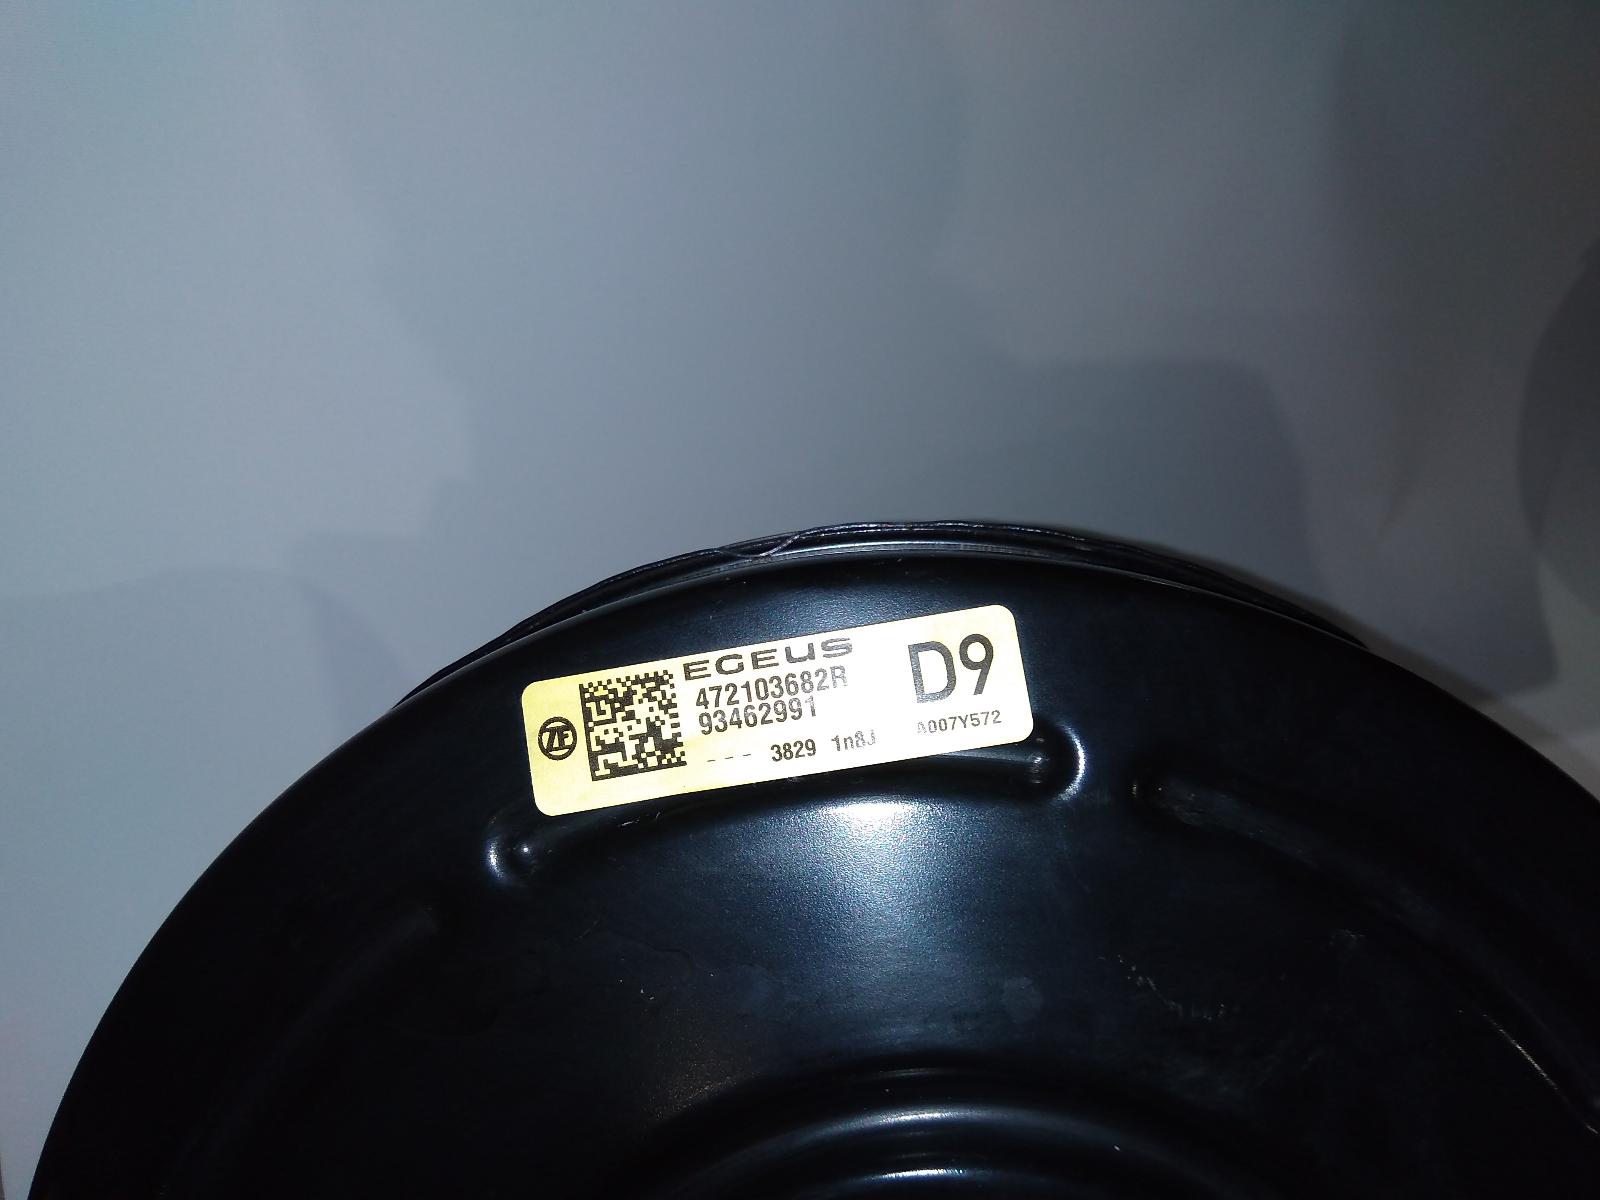 EGEUS
472103682R
93462991
D9
ZF
--- 3829 1n8J A007Y572